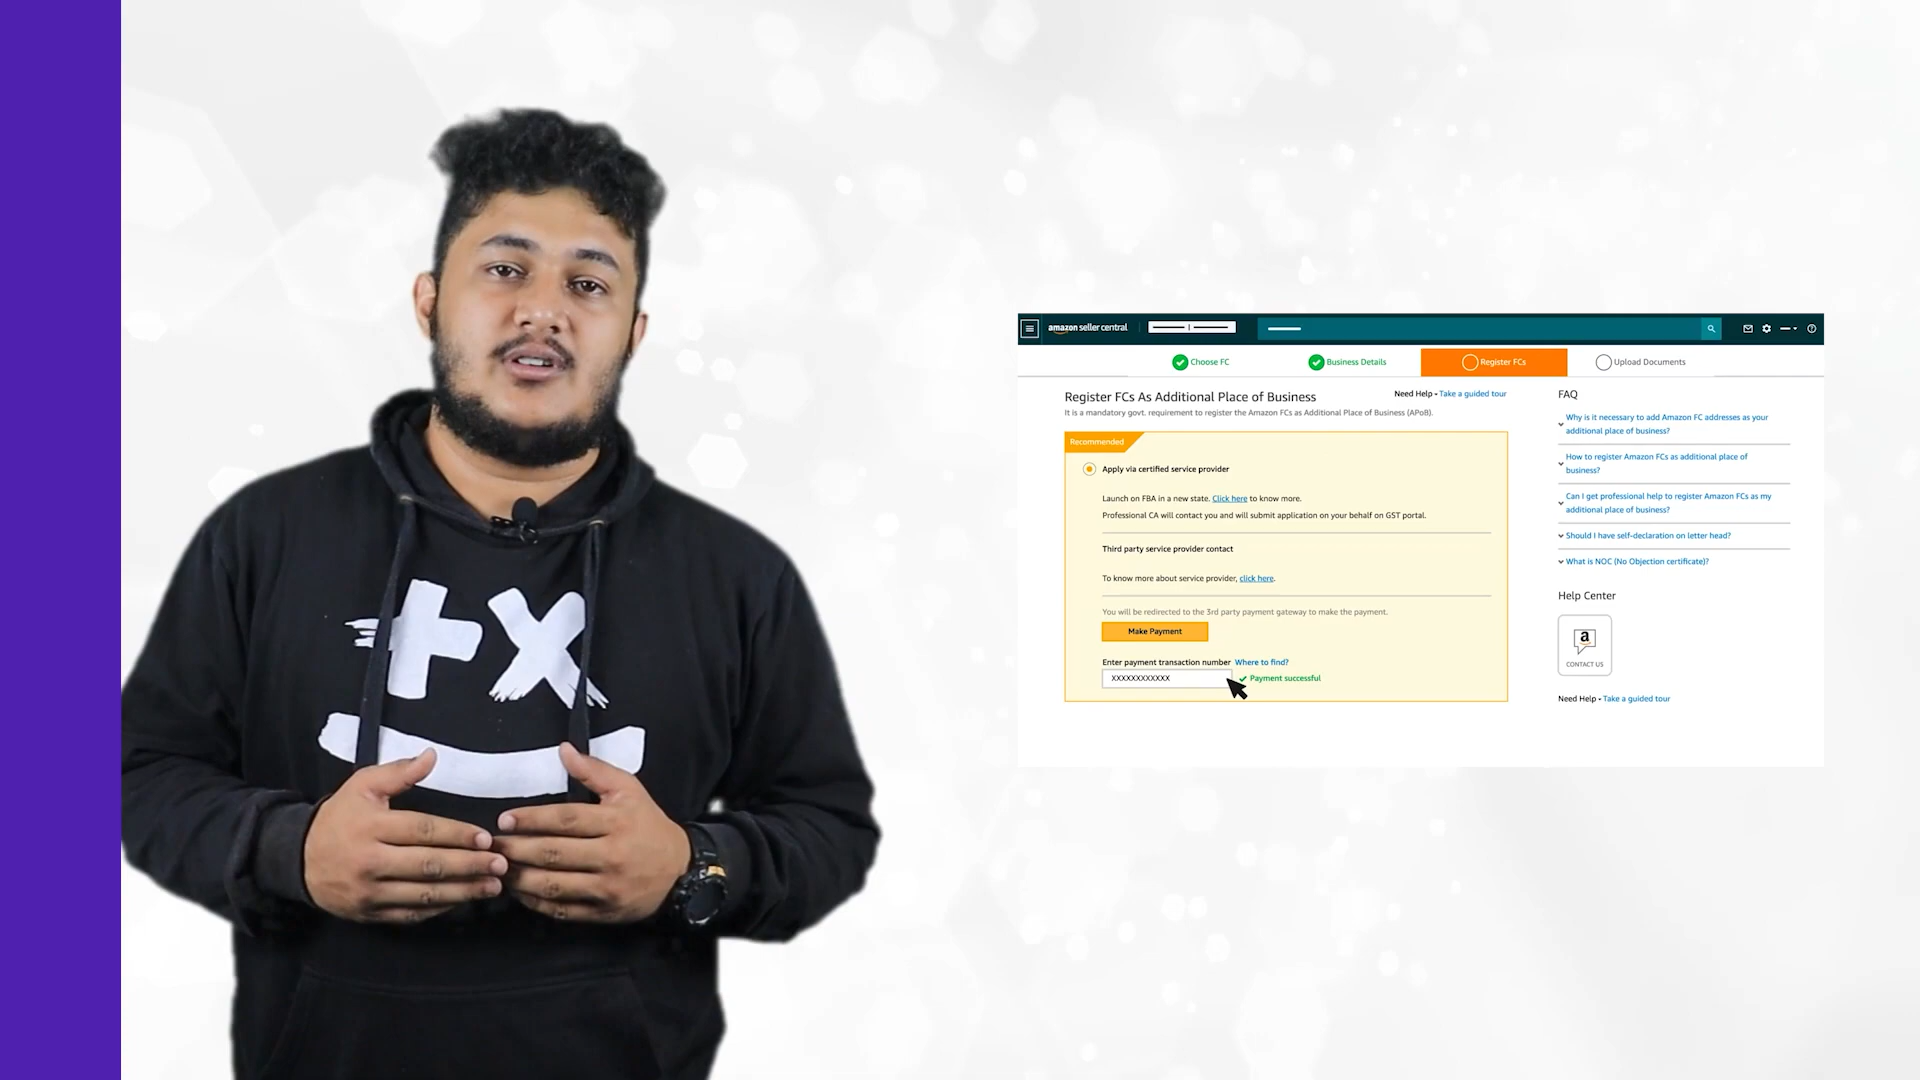 amazon seller central
Choose FC
Business Details
Register FCs
Upload Documents
Register FCs As Additional Place of Business
Need Help - Take a guided tour
It is a mandatory govt. requirement to register the Amazon FCs as Additional Place of Business (APoB).
Recommended
Apply via certified service provider
Launch on FBA in a new state. Click here to know more.
Professional CA will contact you and will submit application on your behalf on GST portal.
Third party service provider contact
To know more about service provider, click here.
You will be redirected to the 3rd party payment gateway to make the payment.
Make Payment
Enter payment transaction number Where to find?
XXXXXXXXXXXX
Payment successful
FAQ
Why is it necessary to add Amazon FC addresses as your
additional place of business?
How to register Amazon FCs as additional place of
business?
Can I get professional help to register Amazon FCs as my
additional place of business?
Should I have self-declaration on letter head?
What is NOC (No Objection certificate)?
Help Center
a
CONTACT US
Need Help - Take a guided tour